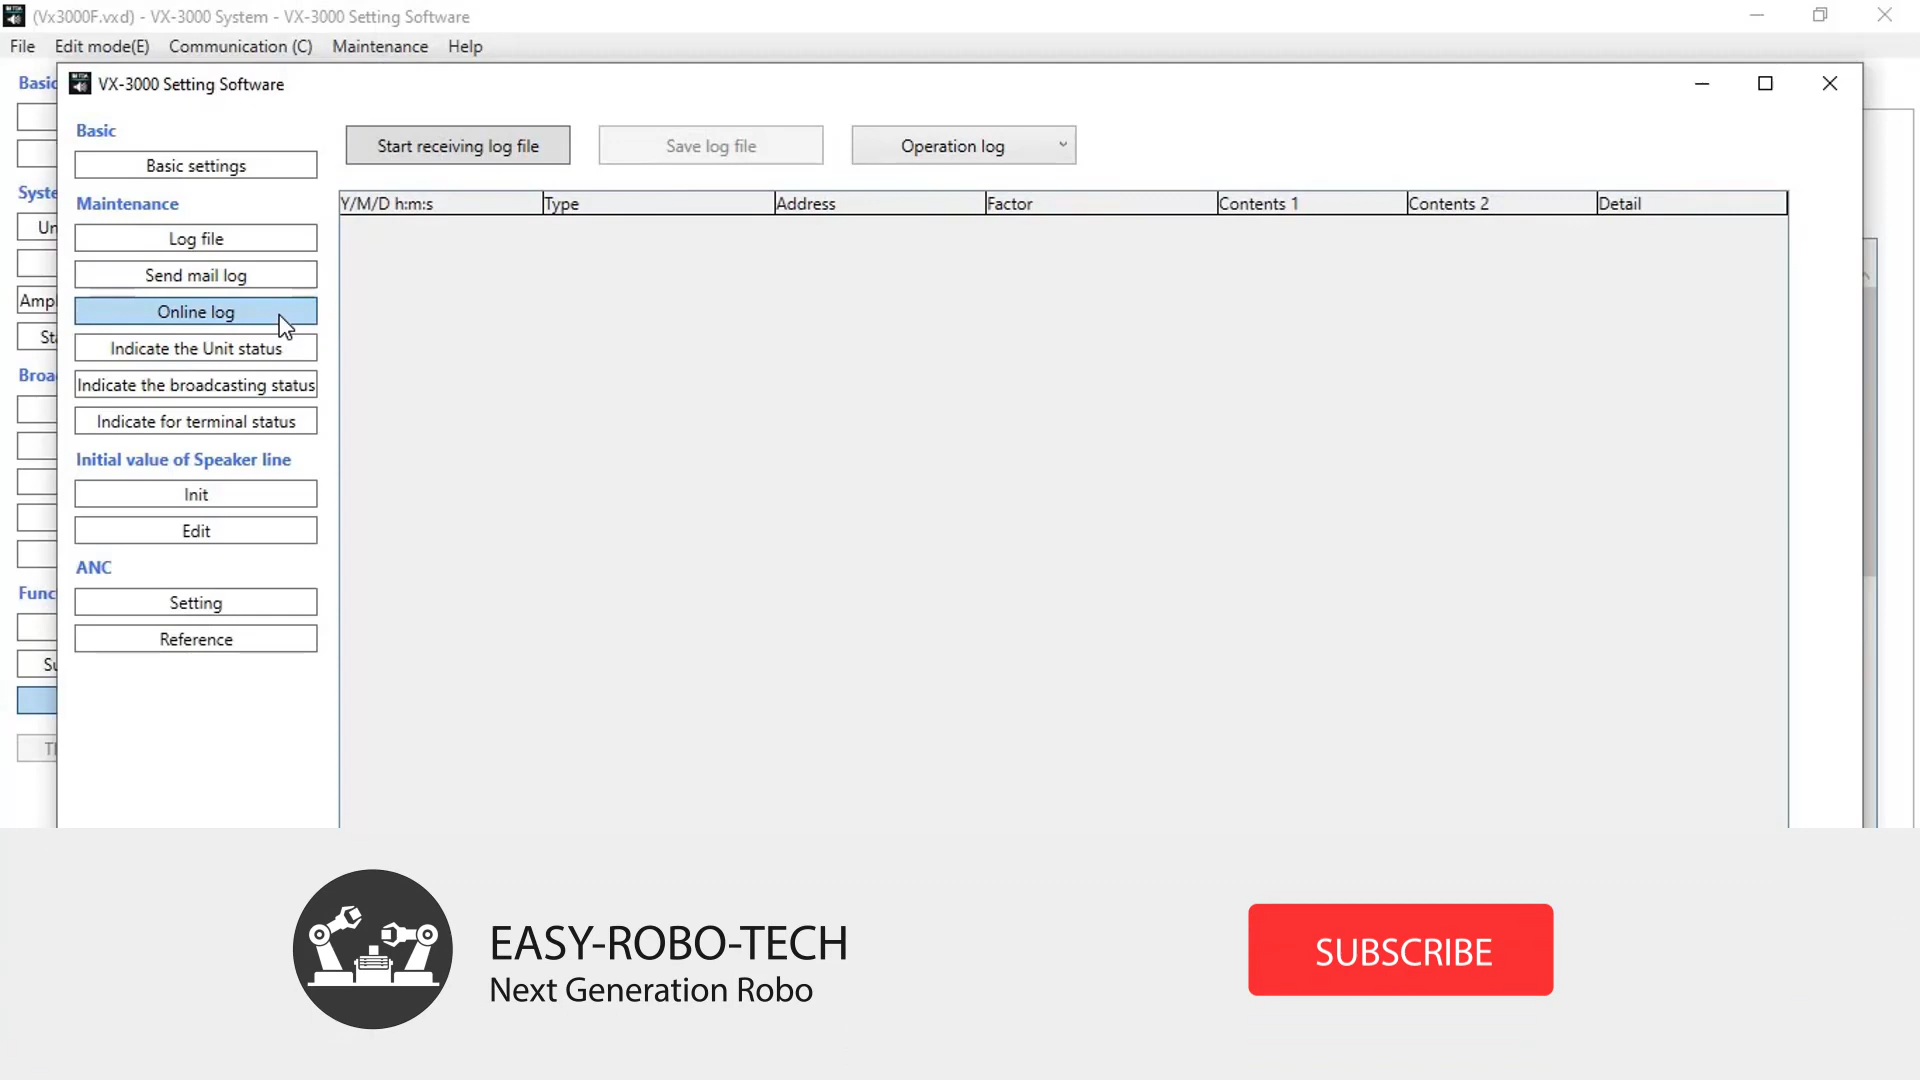 (Vx3000F.vxd) - VX-3000 System - VX-3000 Setting Software
File Edit mode(E) Communication (C) Maintenance Help
VX-3000 Setting Software
Basic
Basic settings
Maintenance
Log file
Send mail log
Online log
Indicate the Unit status
Indicate the broadcasting status
Indicate for terminal status
Initial value of Speaker line
Init
Edit
ANC
Setting
Reference
Start receiving log file Save log file Operation log
Y/M/D h:m:s Type Address Factor Contents 1 Contents 2 Detail
EASY-ROBO-TECH
Next Generation Robo
SUBSCRIBE